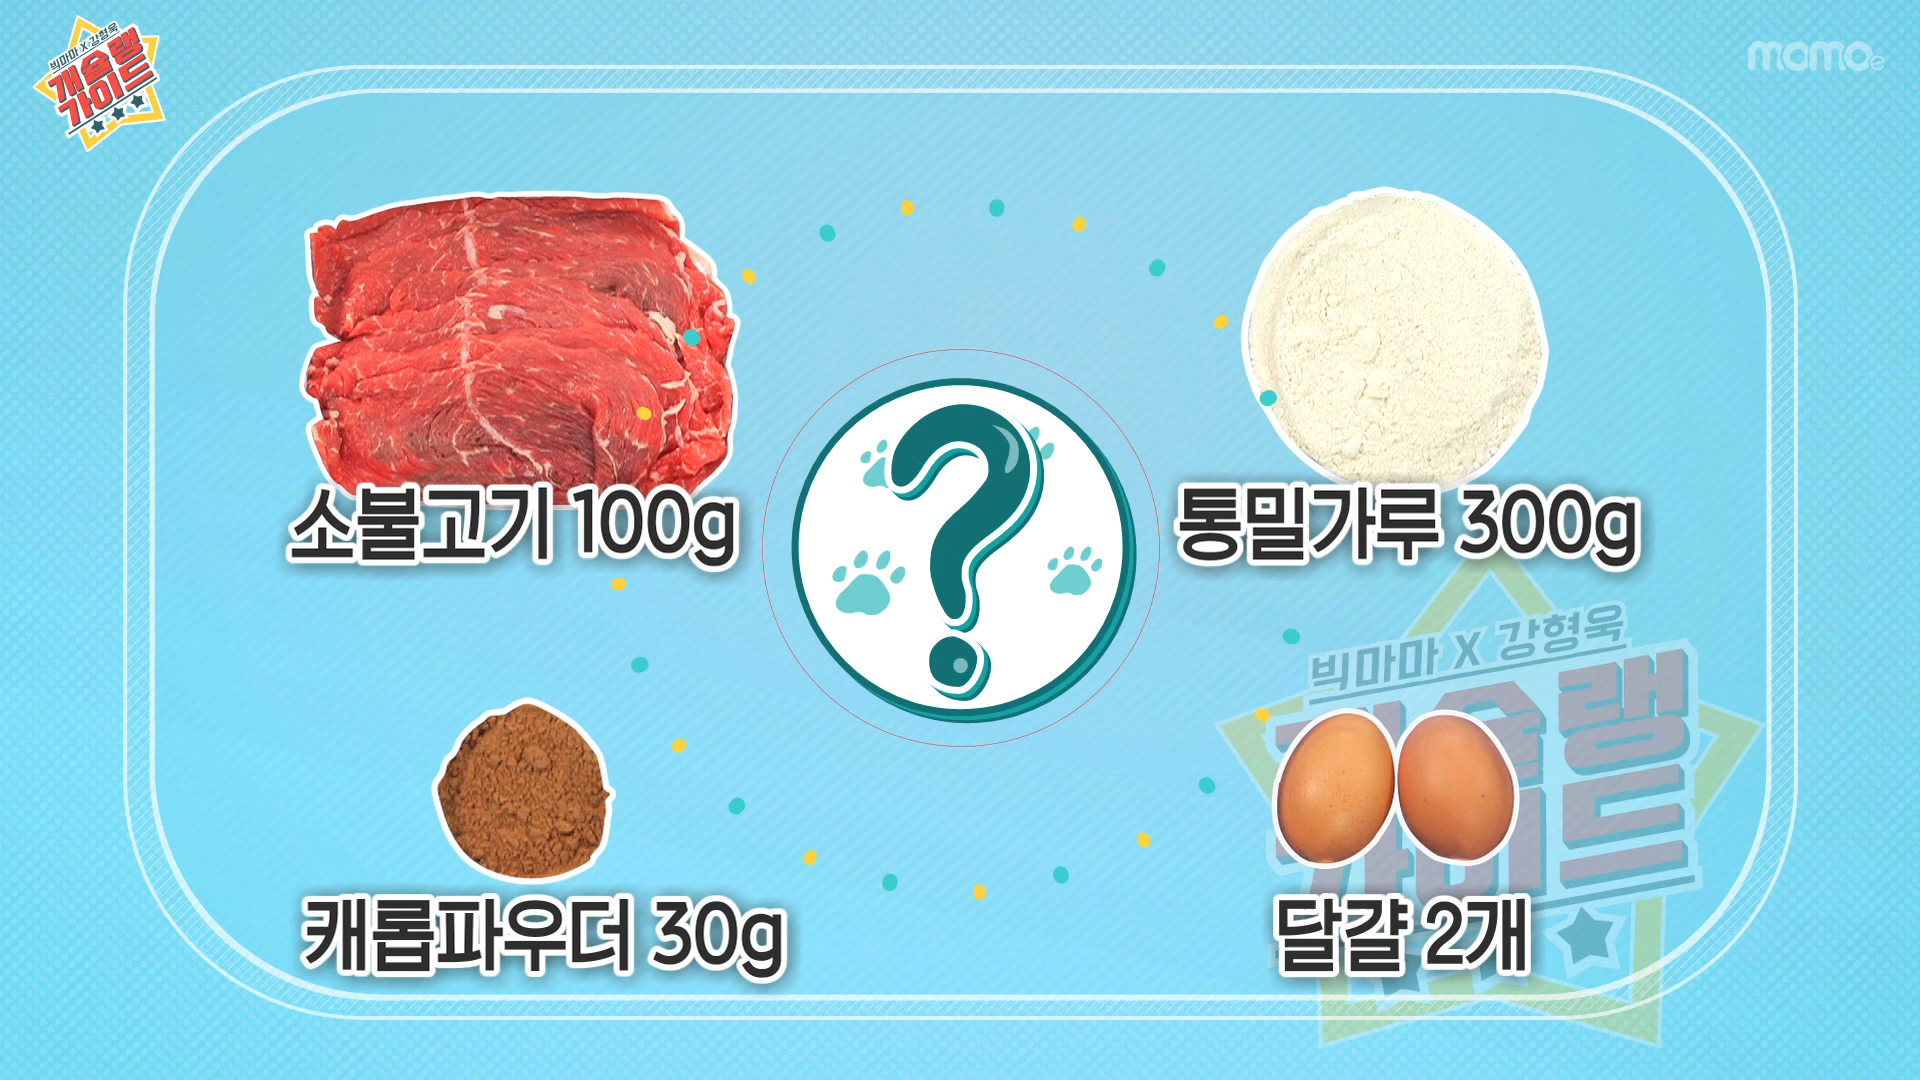 빅마마 X 강형욱
개슐랭
가이드
momoe
소불고기 100g
통밀가루 300g
빅마마 X 강형욱
개슐랭
가이드
캐롭파우더 30g
달걀 2개